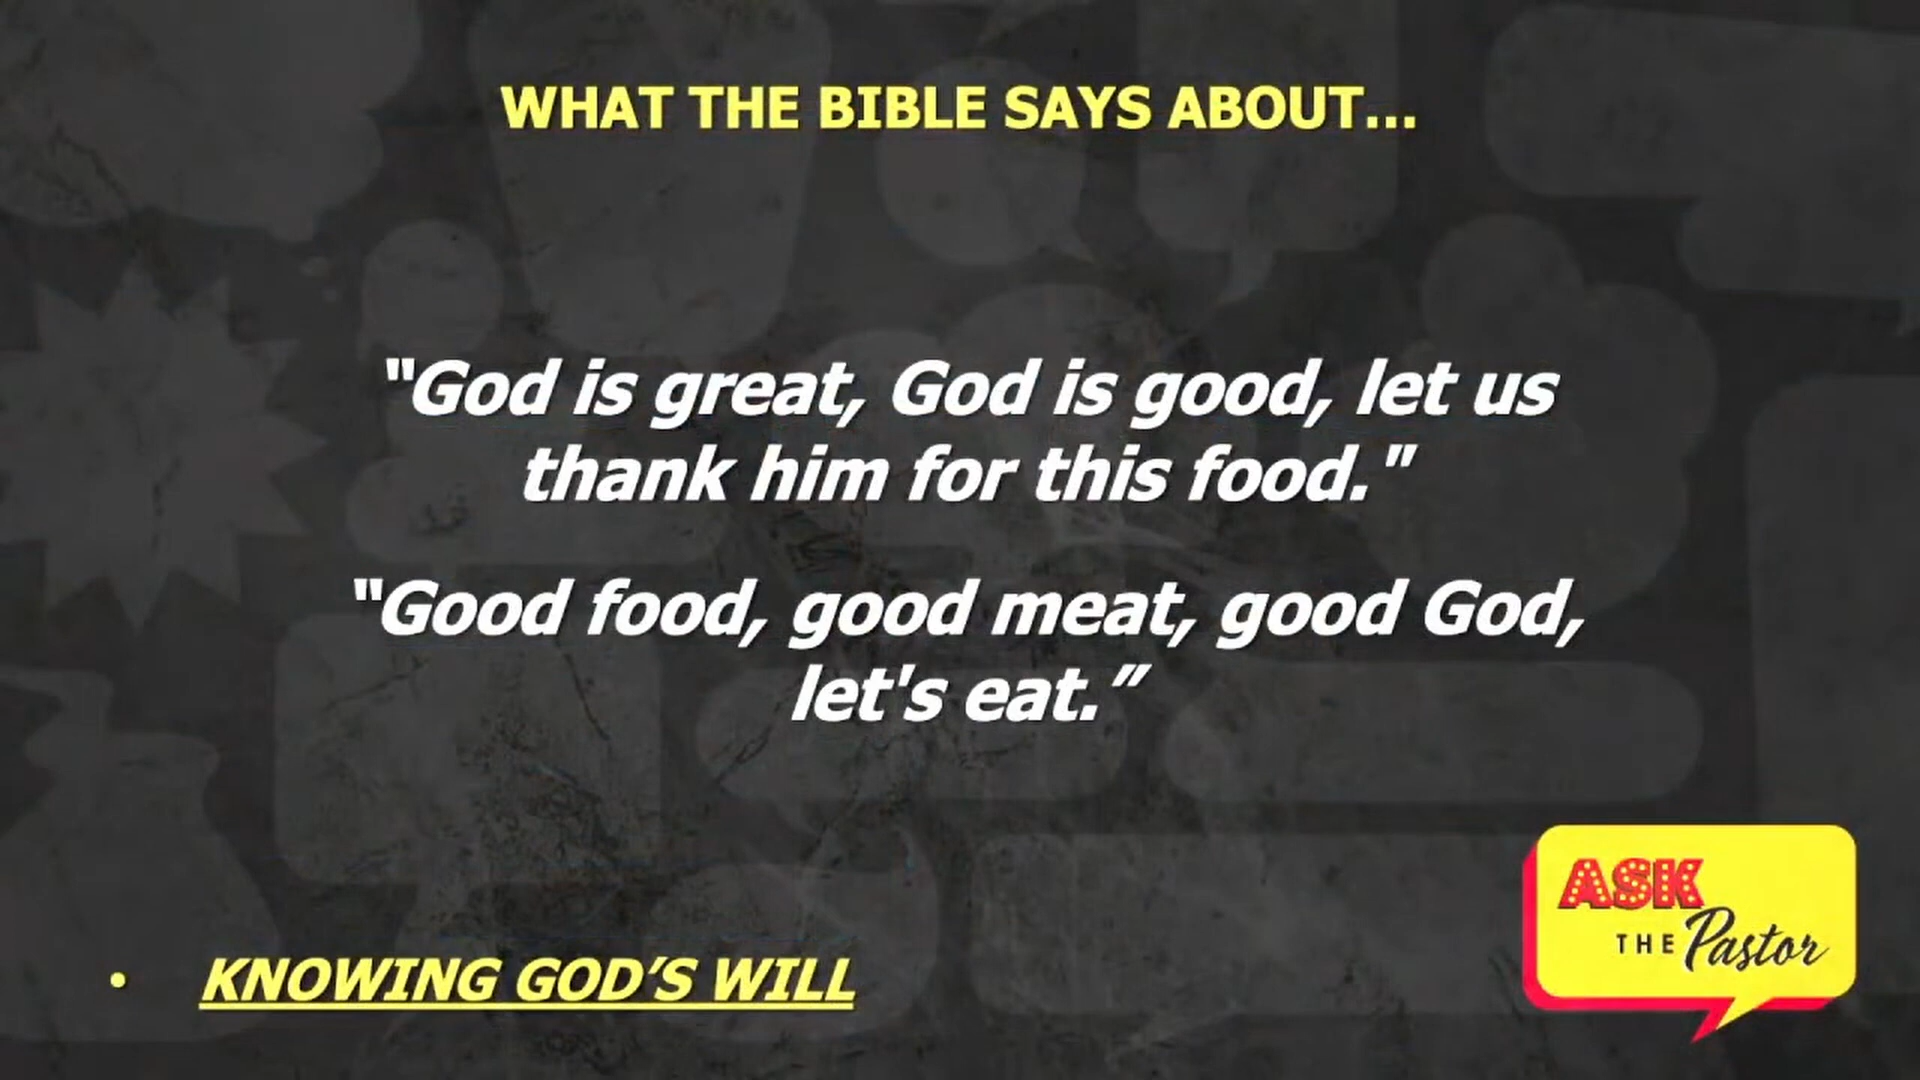 WHAT THE BIBLE SAYS ABOUT...
“God is great, God is good, let us
thank him for this food."
“Good food, good meat, good God,
let's eat.”
• KNOWING GOD’S WILL
ASK
THE Pastor